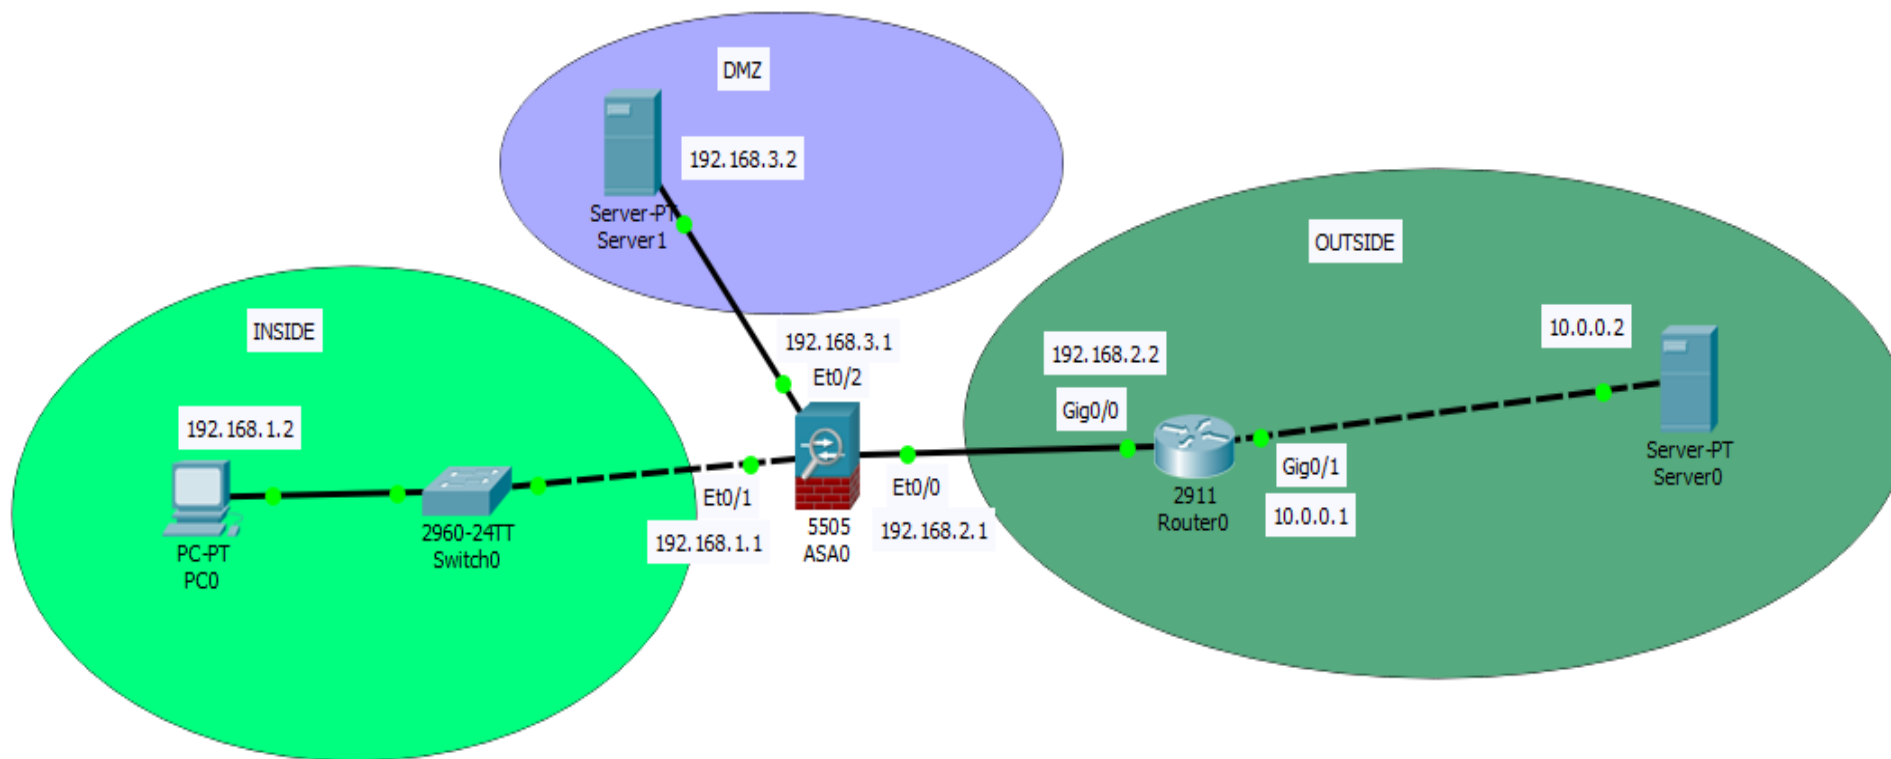 DMZ
192.168.3.2
Server-PT
Server1
OUTSIDE
INSIDE
192.168.3.1
Et0/2
192.168.2.2
Gig0/0
10.0.0.2
192.168.1.2
PC-PT
PC0
2960-24TT
Switch0
Et0/1
192.168.1.1
5505
ASA0
Et0/0
192.168.2.1
2911
Router0
Gig0/1
10.0.0.1
Server-PT
Server0